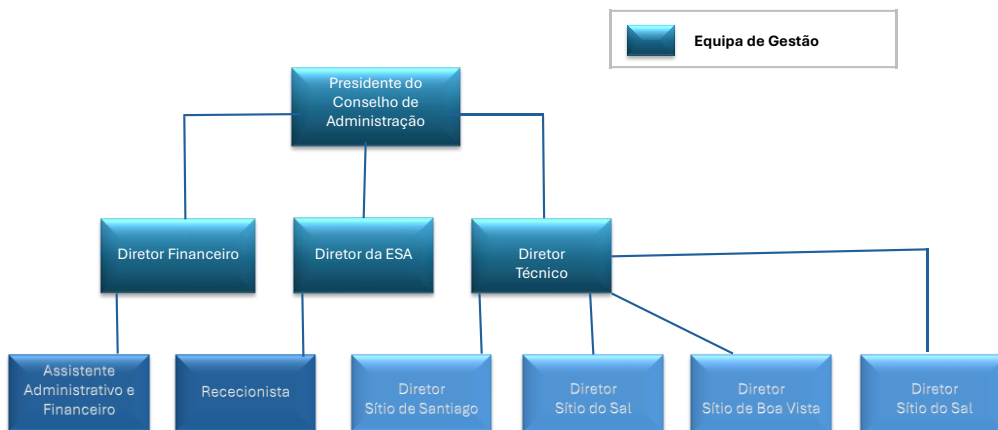 Equipa de Gestão
Presidente do
Conselho de
Administração
Diretor Financeiro
Diretor da ESA
Diretor
Técnico
Assistente
Administrativo e
Financeiro
Rececionista
Diretor
Sítio de Santiago
Diretor
Sítio do Sal
Diretor
Sítio de Boa Vista
Diretor
Sítio do Sal